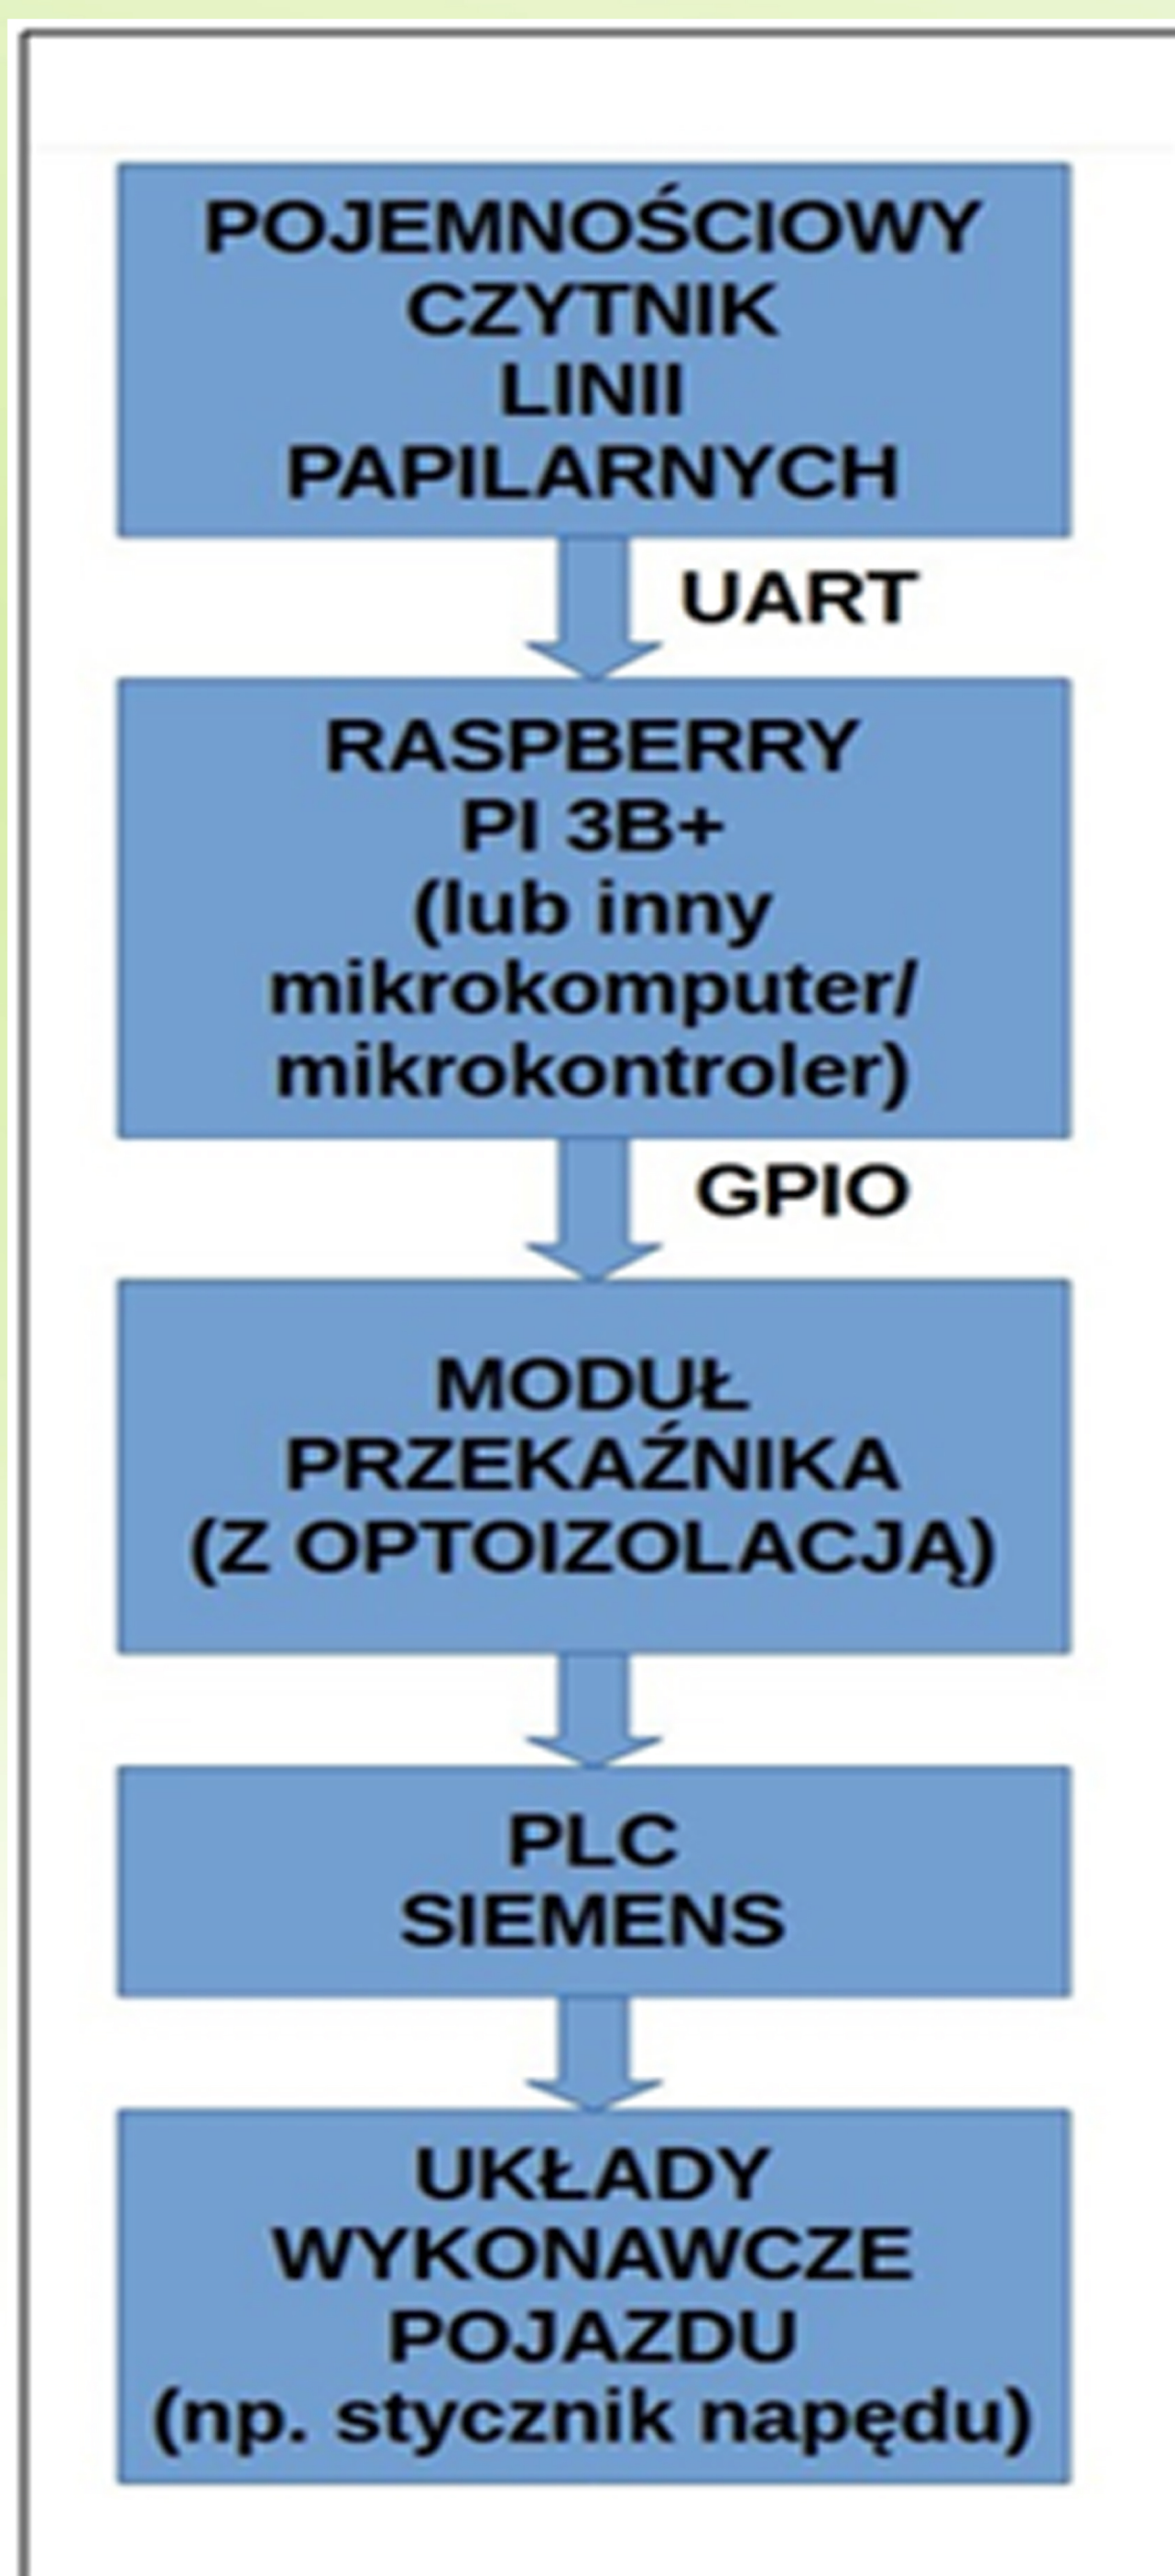 POJEMNOŚCIOWY
CZYTNIK
LINII
PAPILARNYCH
UART
RASPBERRY
PI 3B+
(lub inny
mikrokomputer/
mikrokontroler)
GPIO
MODUŁ
PRZEKAŹNIKA
(Z OPTOIZOLACJĄ)
PLC
SIEMENS
UKŁADY
WYKONAWCZE
POJAZDU
(np. stycznik napędu)